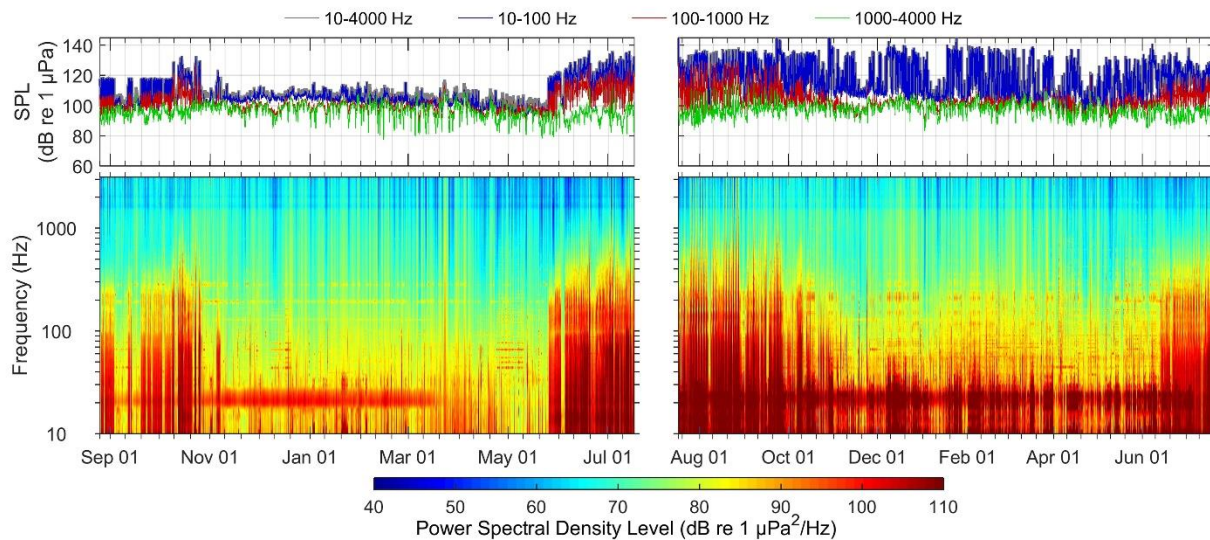 10-4000 Hz 10-100 Hz 100-1000 Hz 1000-4000 Hz
SPL
(dB re 1 µPa)
140
120
100
80
60
Frequency (Hz)
1000
100
10
Sep 01 Nov 01 Jan 01 Mar 01 May 01 Jul 01
Aug 01 Oct 01 Dec 01 Feb 01 Apr 01 Jun 01
40 50 60 70 80 90 100 110
Power Spectral Density Level (dB re 1 µPa²/Hz)